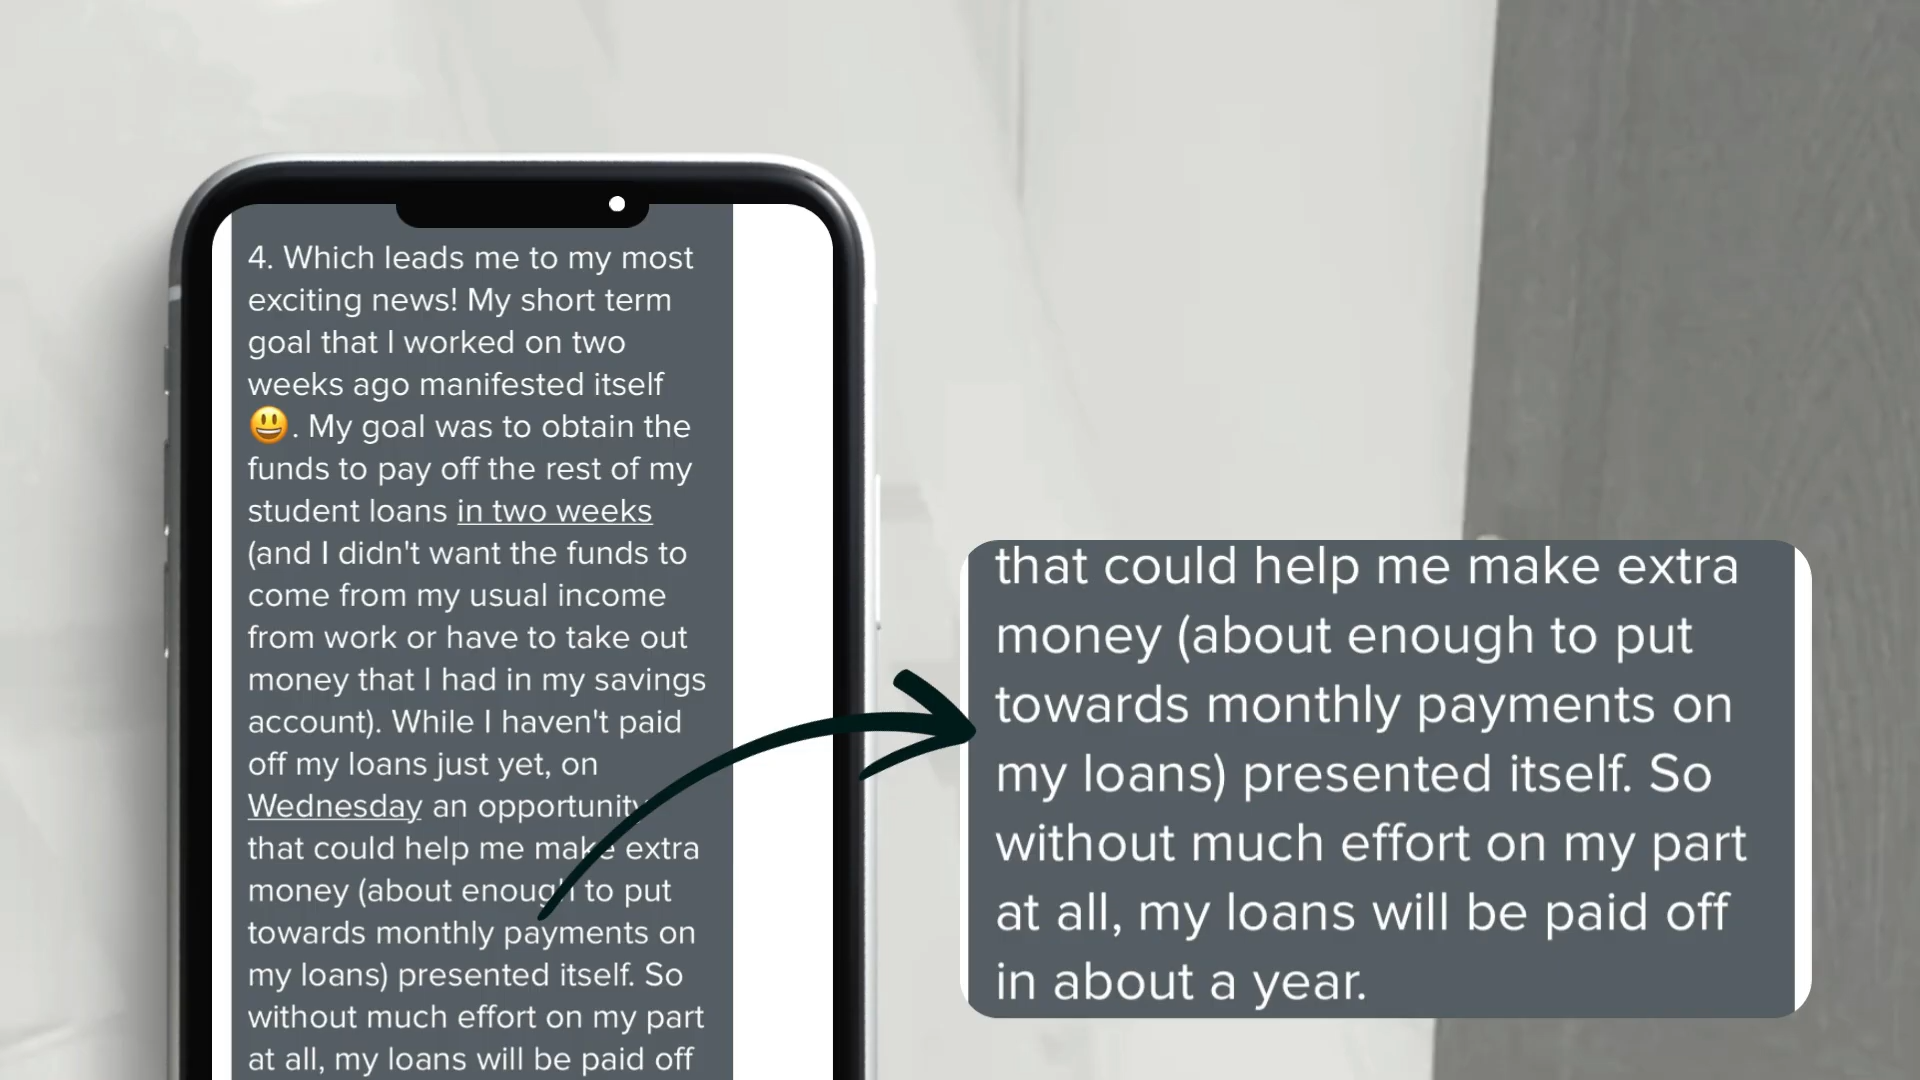 4. Which leads me to my most
exciting news! My short term
goal that I worked on two
weeks ago manifested itself
😃. My goal was to obtain the
funds to pay off the rest of my
student loans in two weeks
(and I didn't want the funds to
come from my usual income
from work or have to take out
money that I had in my savings
account). While I haven't paid
off my loans just yet, on
Wednesday an opportunity
that could help me make extra
money (about enough to put
towards monthly payments on
my loans) presented itself. So
without much effort on my part
at all, my loans will be paid off
that could help me make extra
money (about enough to put
towards monthly payments on
my loans) presented itself. So
without much effort on my part
at all, my loans will be paid off
in about a year.